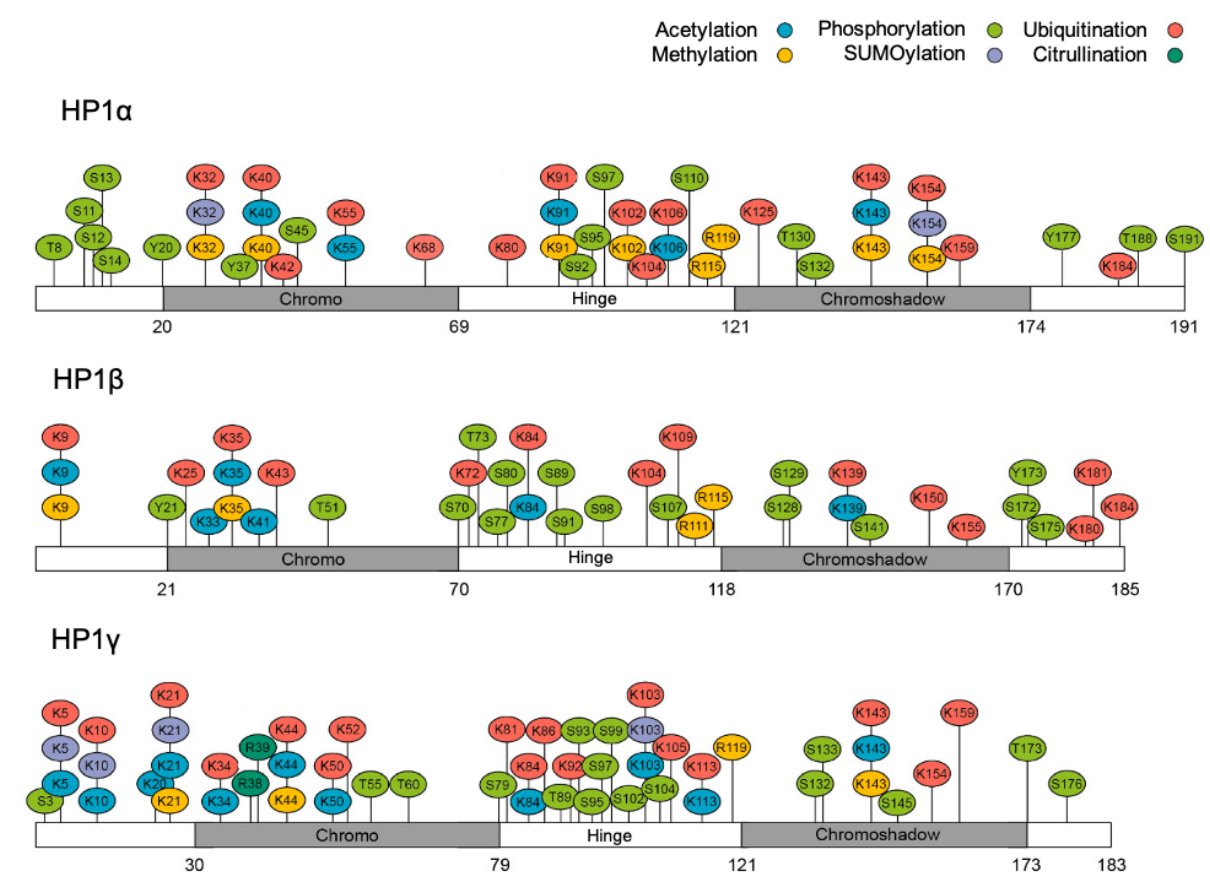 Acetylation Phosphorylation Ubiquitination
Methylation SUMOylation Citrullination
HP1α
S13 K32 K40 K91 S97 S110 K143 K154
S11 K32 K40 K55 K91 K102 K106 K125 K143 K154
S12 S45 S95 R119 T130 Y177 T188 S191
T8 S14 Y20 K32 Y37 K40 K42 K55 K68 K80 K91 S92 K102 K104 K106 R115 S132 K143 K154 K159 K184
Chromo Hinge Chromoshadow
20 69 121 174 191
HP1β
K9 K35 T73 K84 K109
K9 K25 K35 K43 K72 S80 S89 K104 S129 K139 Y173 K181
K9 Y21 K33 K35 K41 T51 S70 S77 K84 S91 S98 S107 R111 R115 S128 K139 S141 K150 K155 S172 S175 K180 K184
Chromo Hinge Chromoshadow
21 70 118 170 185
HP1γ
K21 K103
K5 K10 K21 K44 K52 K81 K86 S93 S99 K103 K143 K159
K5 K10 K21 K34 R39 K44 K50 K84 K92 S97 K103 K105 K113 R119 S133 K143 K154 T173
S3 K5 K10 K20 K21 K34 R38 K44 K50 T55 T60 S79 K84 T89 S95 S102 S104 K113 S132 K143 S145 S176
Chromo Hinge Chromoshadow
30 79 121 173 183